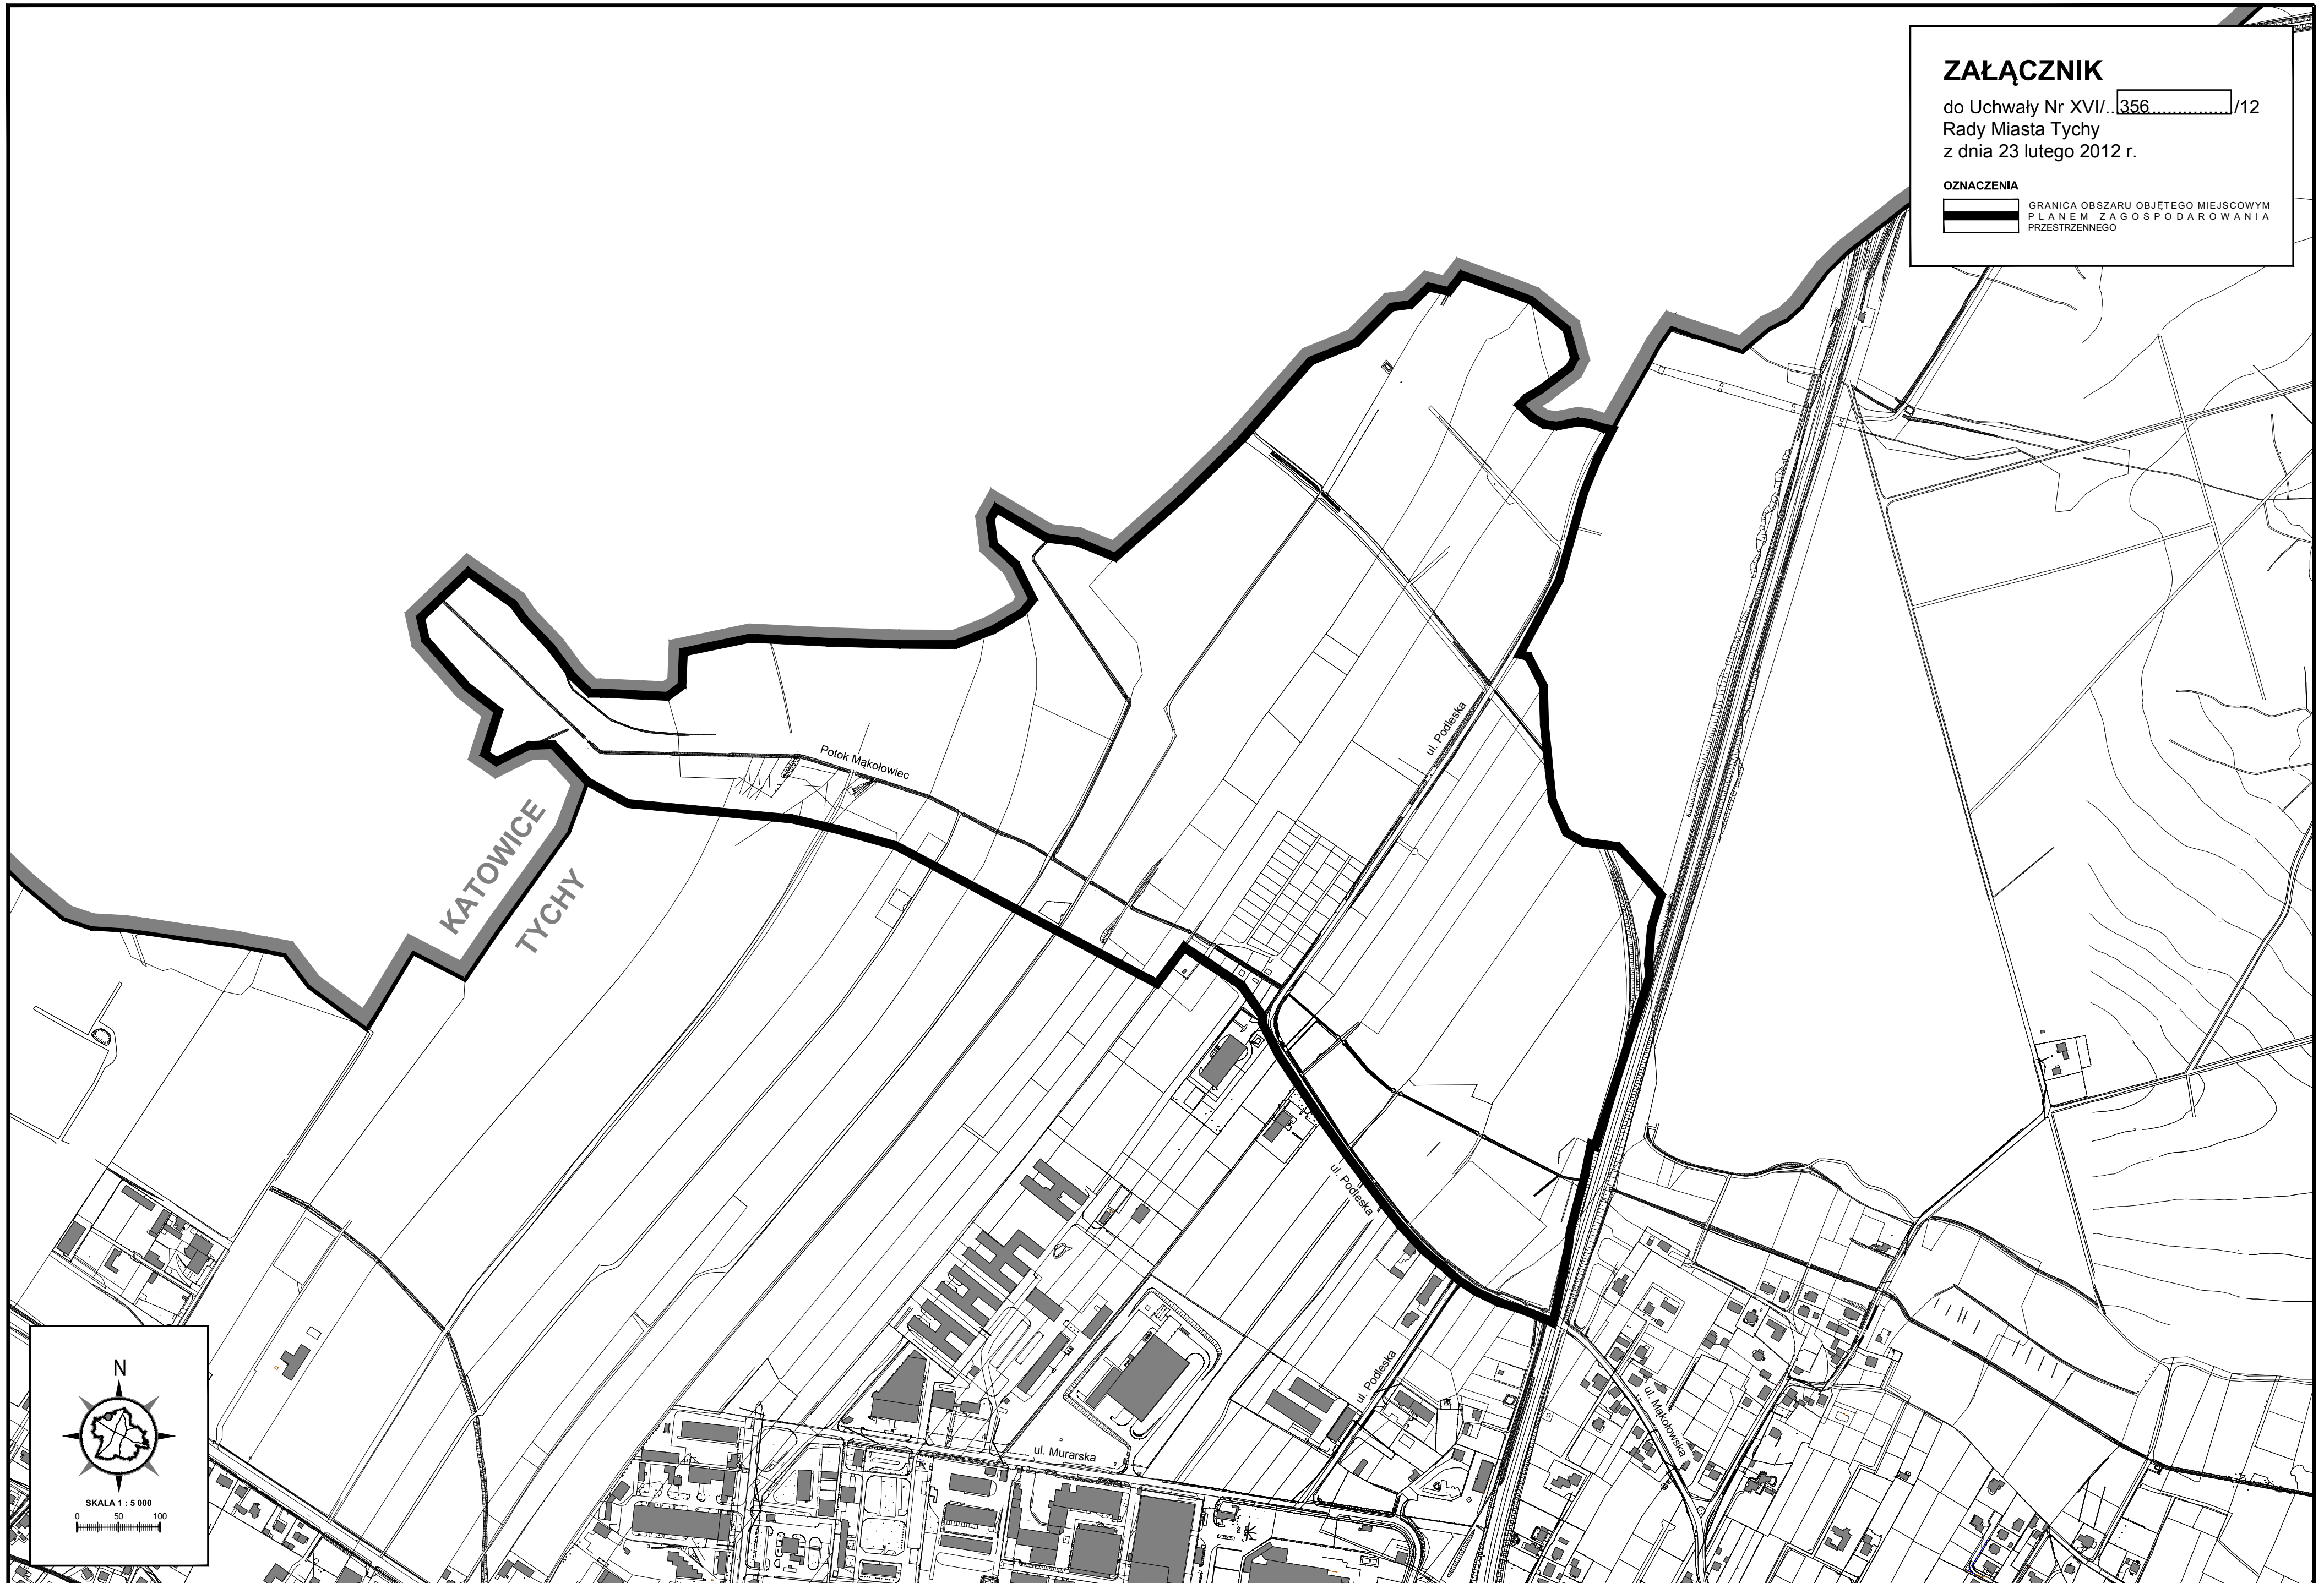 ZAŁĄCZNIK
do Uchwały Nr XVI/..356................/12
Rady Miasta Tychy
z dnia 23 lutego 2012 r.
OZNACZENIA
GRANICA OBSZARU OBJĘTEGO MIEJSCOWYM
PLANEM ZAGOSPODAROWANIA
PRZESTRZENNEGO
ul. Podleska
Potok Mąkołowiec
KATOWICE
TYCHY
ul. Podleska
ul. Podleska
ul. Mąkołowska
ul. Murarska
N
SKALA 1 : 5 000
0 50 100